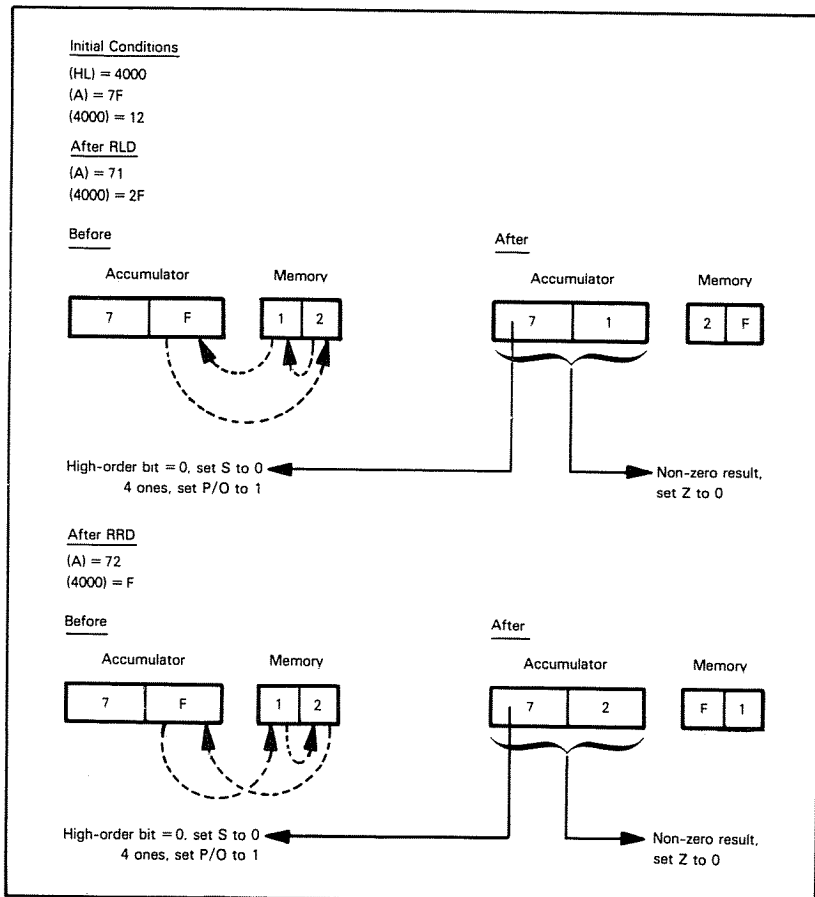 Initial Conditions
(HL) = 4000
(A) = 7F
(4000) = 12
After RLD
(A) = 71
(4000) = 2F
Before
After
Accumulator Memory
Accumulator Memory
7 F 1 2
7 1 2 F
High-order bit = 0, set S to 0
4 ones, set P/O to 1
Non-zero result,
set Z to 0
After RRD
(A) = 72
(4000) = F
Before
After
Accumulator Memory
Accumulator Memory
7 F 1 2
7 2 F 1
High-order bit = 0, set S to 0
4 ones, set P/O to 1
Non-zero result,
set Z to 0